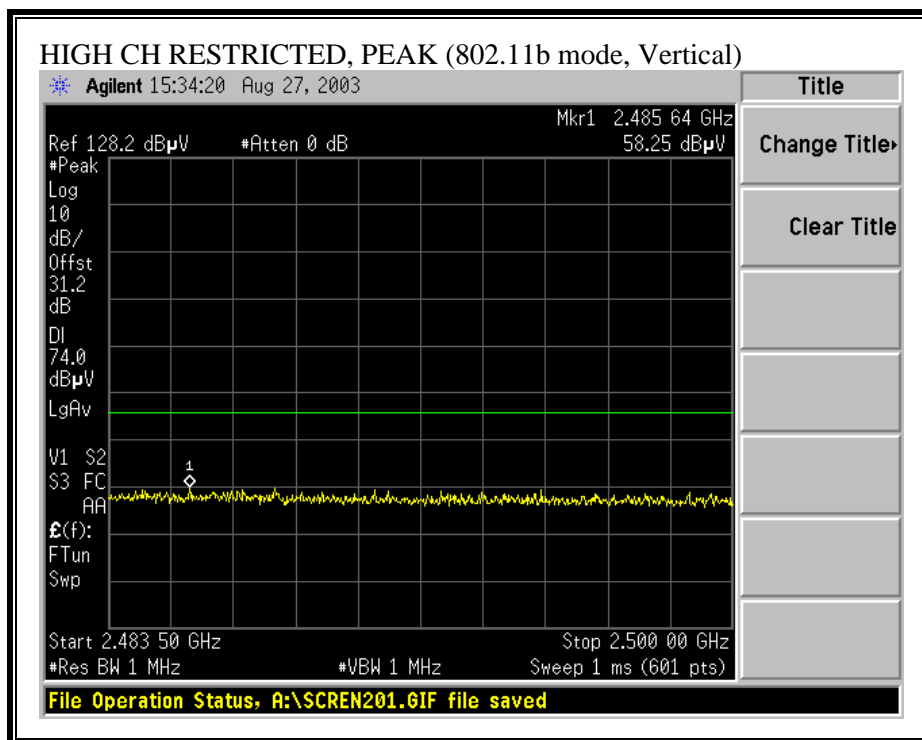 HIGH CH RESTRICTED, PEAK (802.11b mode, Vertical)
Agilent 15:34:20 Aug 27, 2003
Title
Mkr1 2.485 64 GHz
Ref 128.2 dBµV #Atten 0 dB 58.25 dBµV
Change Title
Clear Title
#Peak
Log
10
dB/
Offst
31.2
dB
DI
74.0
dBµV
LgAv
V1 S2
S3 FC
AA
£(f):
FTun
Swp
1
Start 2.483 50 GHz Stop 2.500 00 GHz
#Res BW 1 MHz #VBW 1 MHz Sweep 1 ms (601 pts)
File Operation Status, A:\SCREN201.GIF file saved